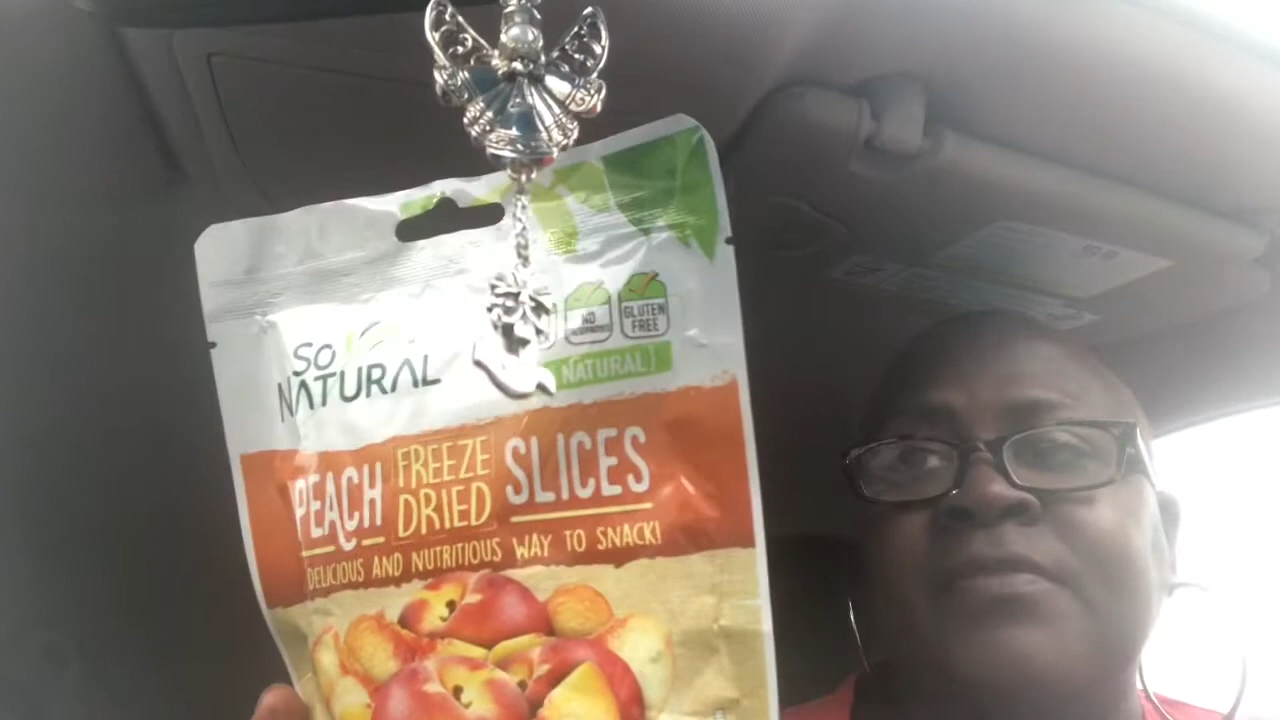 SO
NATURAL
NO
GLUTEN
FREE
NATURAL)
PEACH FREEZE DRIED SLICES
DELICIOUS AND NUTRITIOUS WAY TO SNACK!